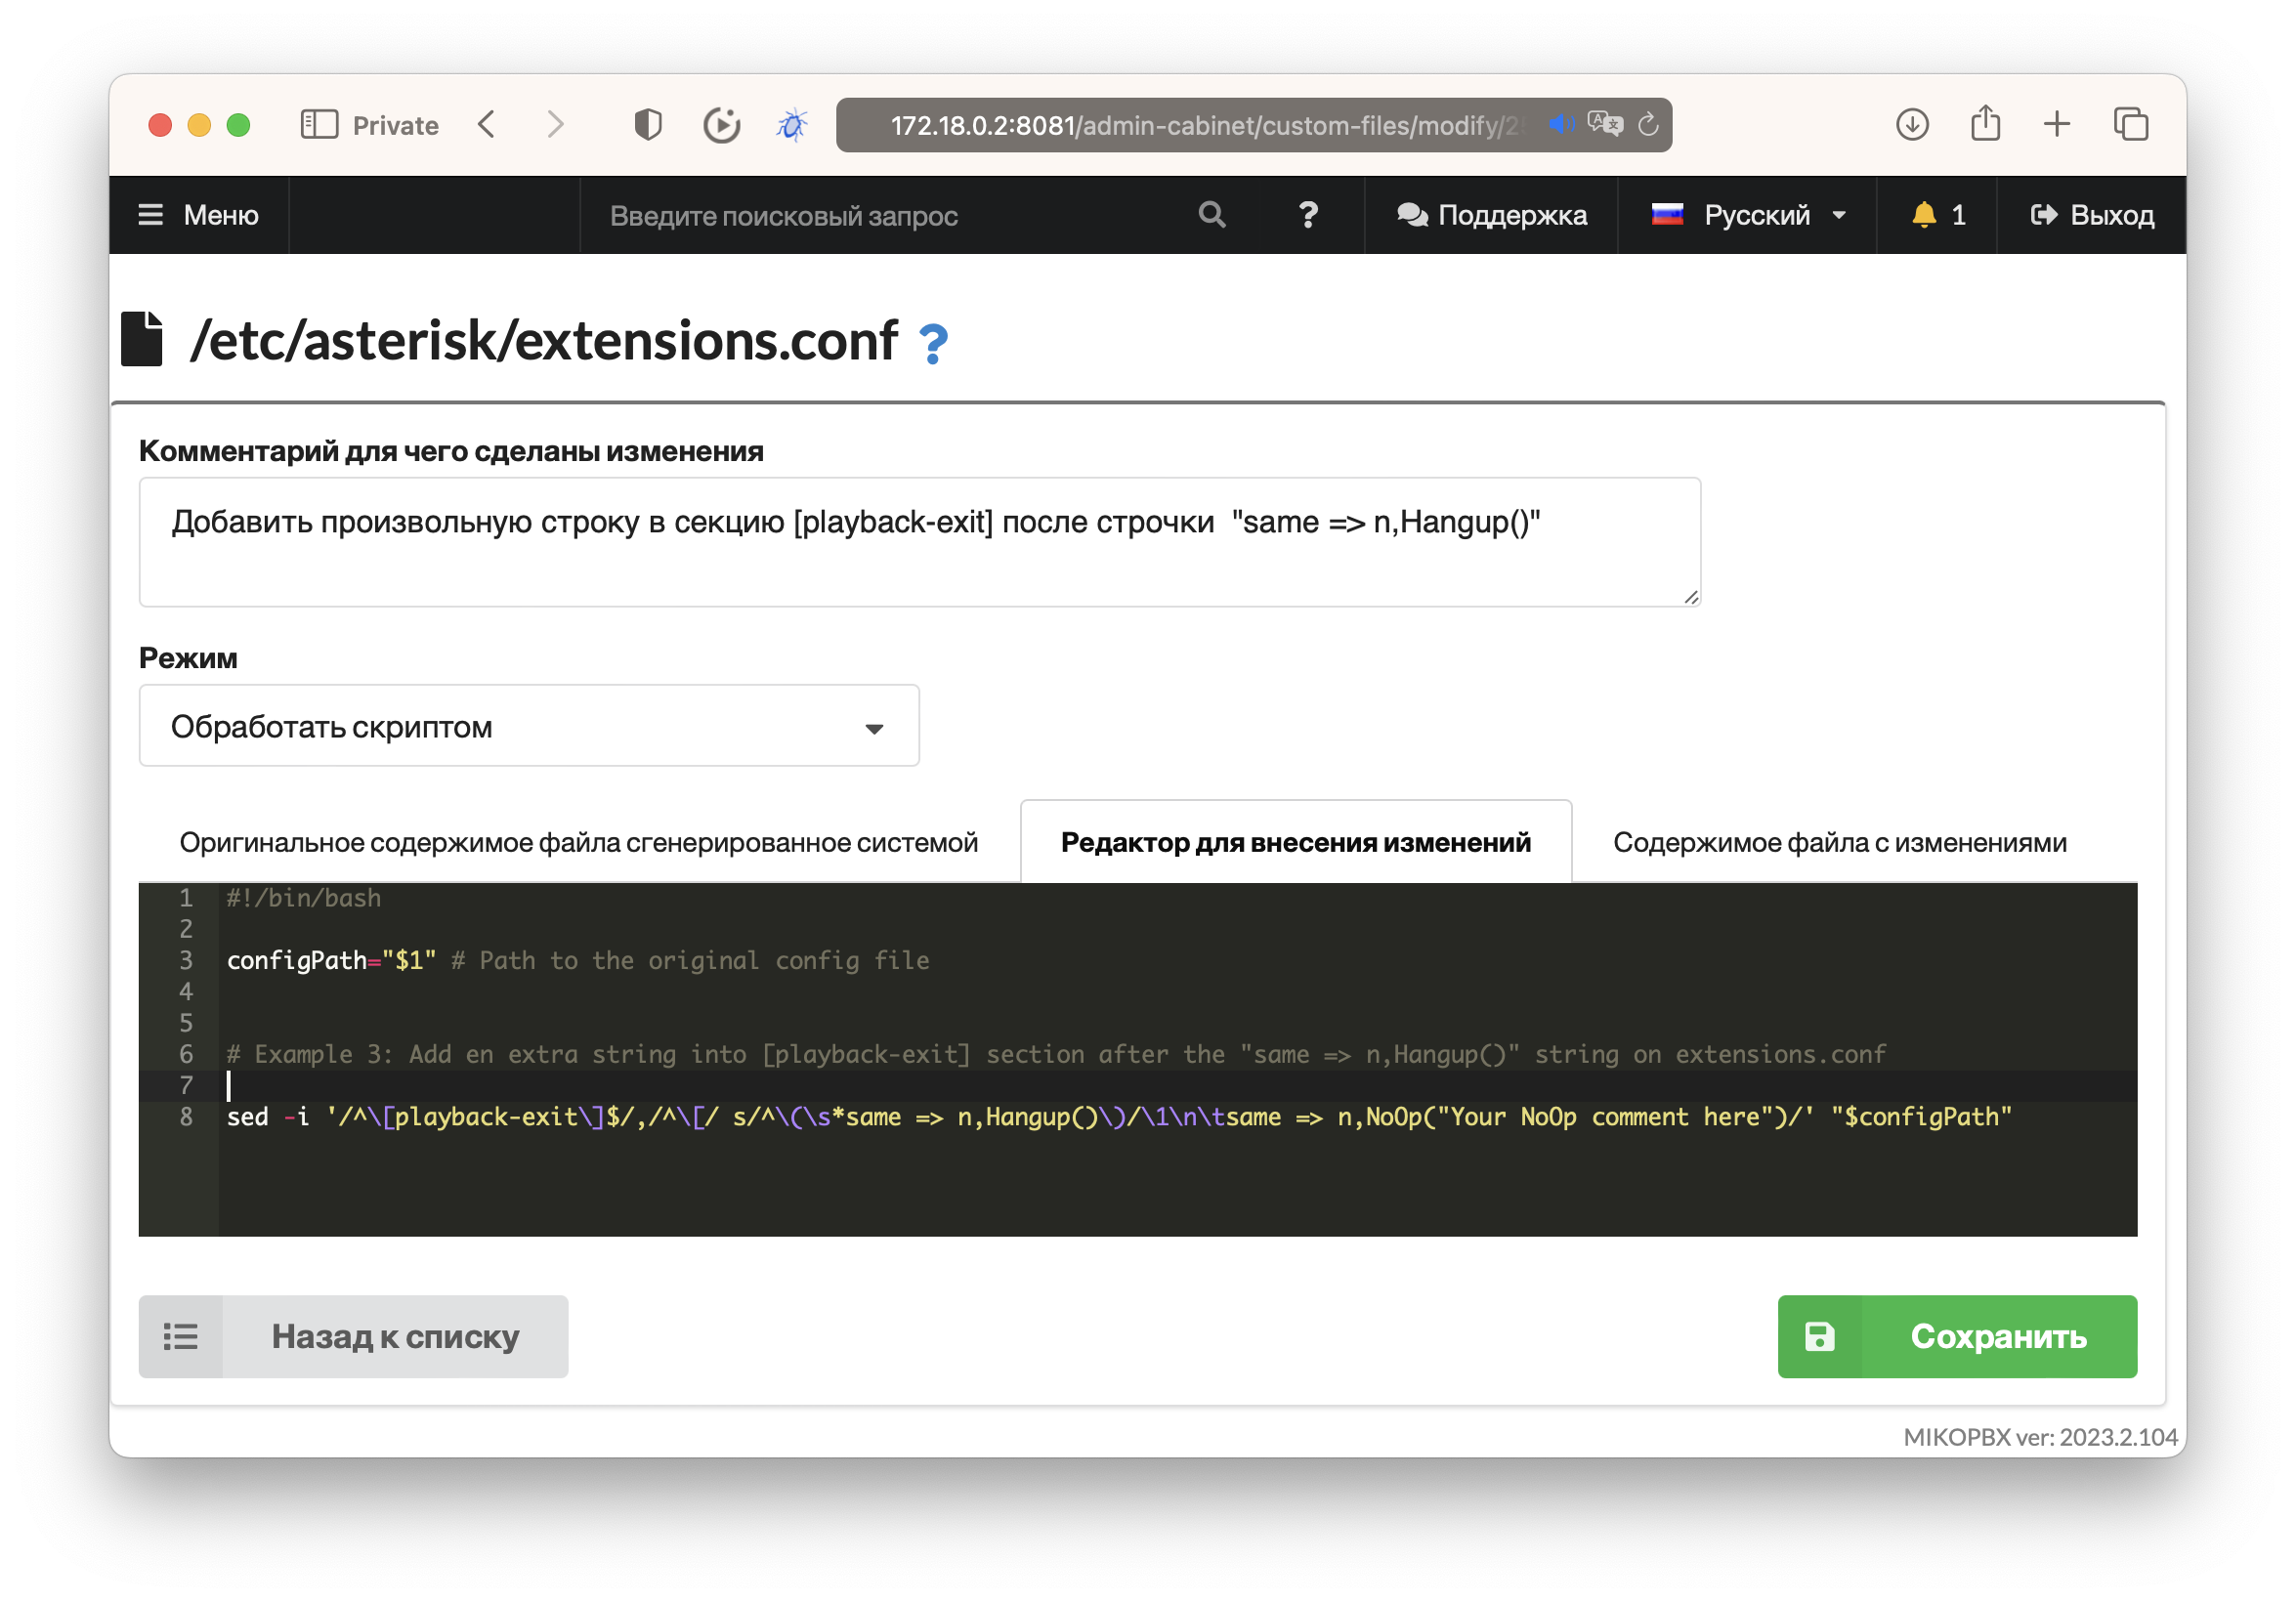 Private
172.18.0.2:8081/admin-cabinet/custom-files/modify/2
Меню
Введите поисковый запрос
?
Поддержка
Русский
1
Выход
/etc/asterisk/extensions.conf ?
Комментарий для чего сделаны изменения
Добавить произвольную строку в секцию [playback-exit] после строчки  "same => n,Hangup()"
Режим
Обработать скриптом
Оригинальное содержимое файла сгенерированное системой
Редактор для внесения изменений
Содержимое файла с изменениями
1 #!/bin/bash
2
3 configPath="$1" # Path to the original config file
4
5
6 # Example 3: Add en extra string into [playback-exit] section after the "same => n,Hangup()" string on extensions.conf
7
8 sed -i '/^\[playback-exit\]$/,/^\[/ s/^\(\s*same => n,Hangup()\)/\1\n\tsame => n,NoOp("Your NoOp comment here")/' "$configPath"
Назад к списку
Сохранить
MIKOPBX ver: 2023.2.104